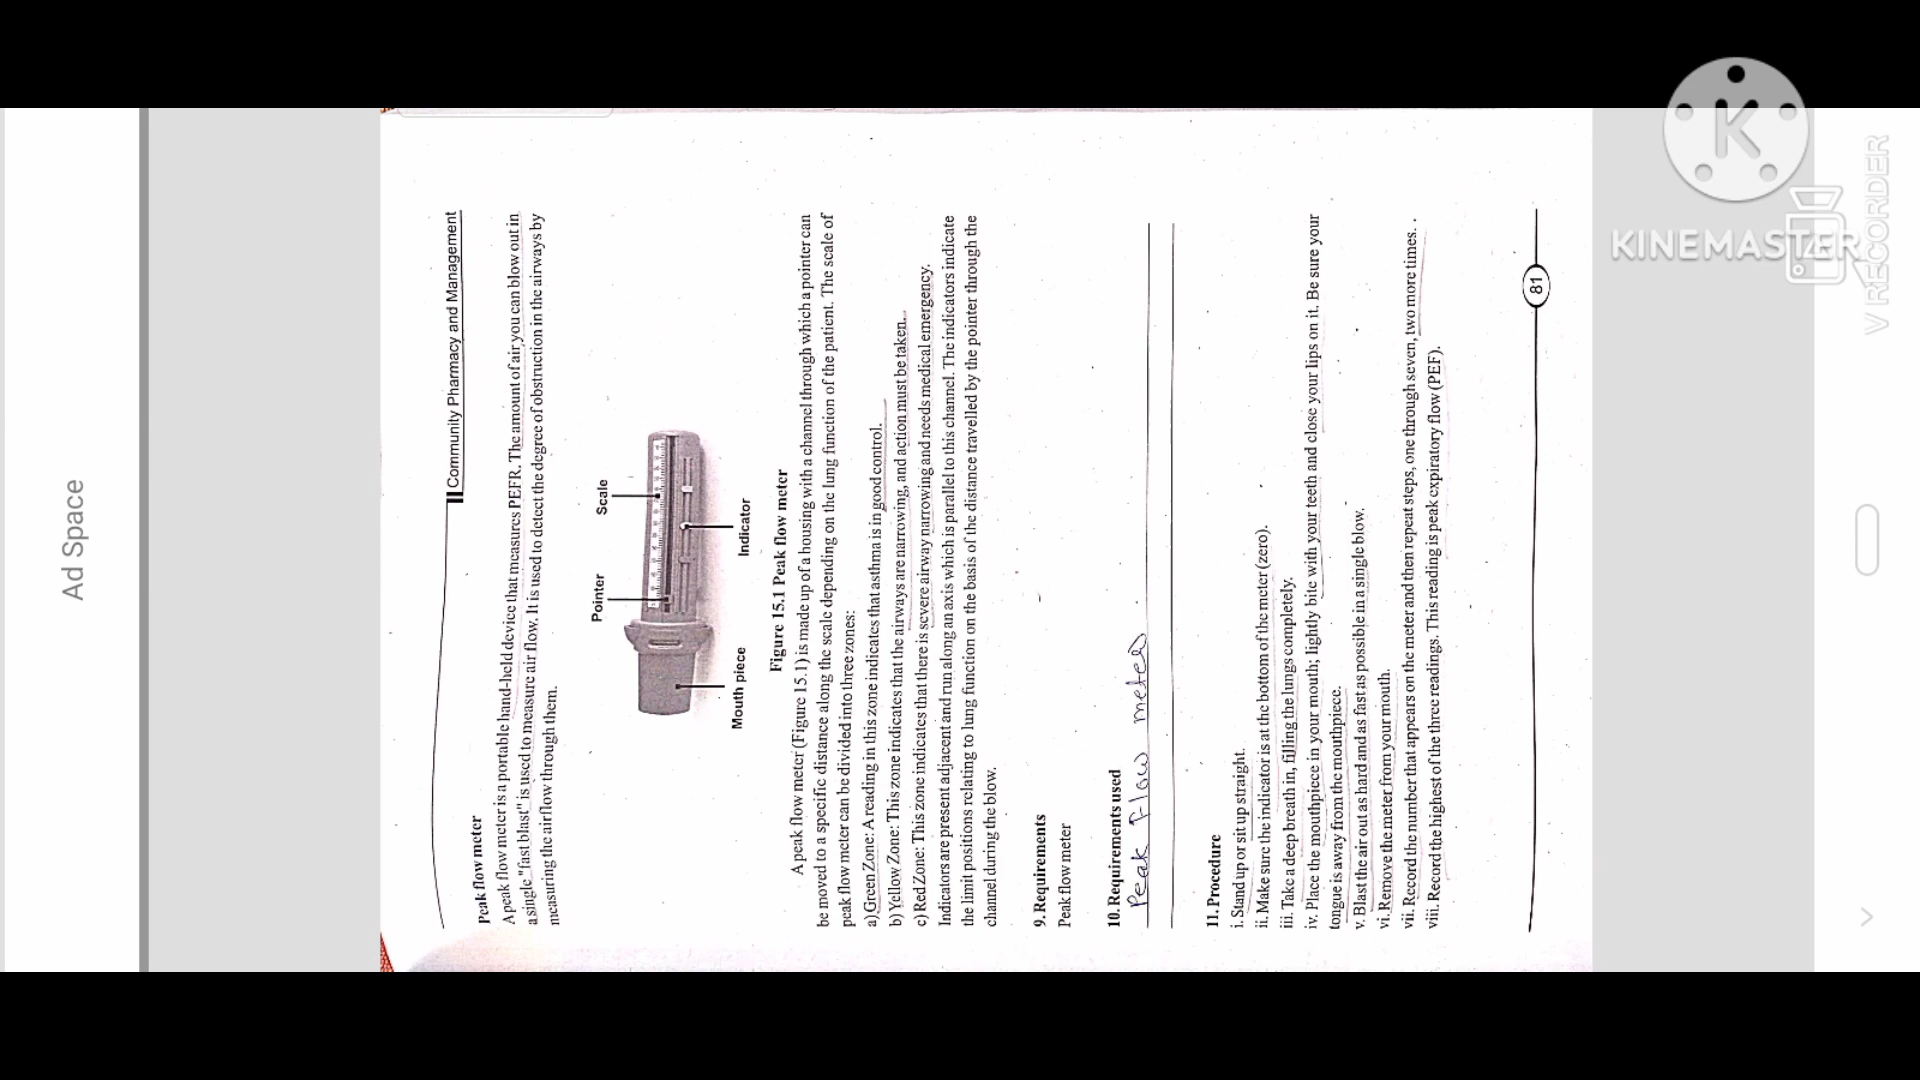 Community Pharmacy and Management
Peak flow meter
A peak flow meter is a portable hand-held device that measures PEFR. The amount of air you can blow out in
a single "fast blast" is used to measure air flow. It is used to detect the degree of obstruction in the airways by
measuring the airflow through them.
Pointer
Scale
Mouth piece
Indicator
Figure 15.1 Peak flow meter
A peak flow meter (Figure 15.1) is made up of a housing with a channel through which a pointer can
be moved to a specific distance along the scale depending on the lung function of the patient. The scale of
peak flow meter can be divided into three zones:
a) Green Zone: A reading in this zone indicates that asthma is in good control.
b) Yellow Zone: This zone indicates that the airways are narrowing, and action must be taken.
c) Red Zone: This zone indicates that there is severe airway narrowing and needs medical emergency.
Indicators are present adjacent and run along an axis which is parallel to this channel. The indicators indicate
the limit positions relating to lung function on the basis of the distance travelled by the pointer through the
channel during the blow.
9. Requirements
Peak flow meter
10. Requirements used
Peak Flow meter
11. Procedure
i. Stand up or sit up straight.
ii. Make sure the indicator is at the bottom of the meter (zero).
iii. Take a deep breath in, filling the lungs completely.
iv. Place the mouthpiece in your mouth; lightly bite with your teeth and close your lips on it. Be sure your
tongue is away from the mouthpiece.
v. Blast the air out as hard and as fast as possible in a single blow.
vi. Remove the meter from your mouth.
vii. Record the number that appears on the meter and then repeat steps, one through seven, two more times.
viii. Record the highest of the three readings. This reading is peak expiratory flow (PEF).
81
Ad Space
K
KINEMASTER
V RECORDER